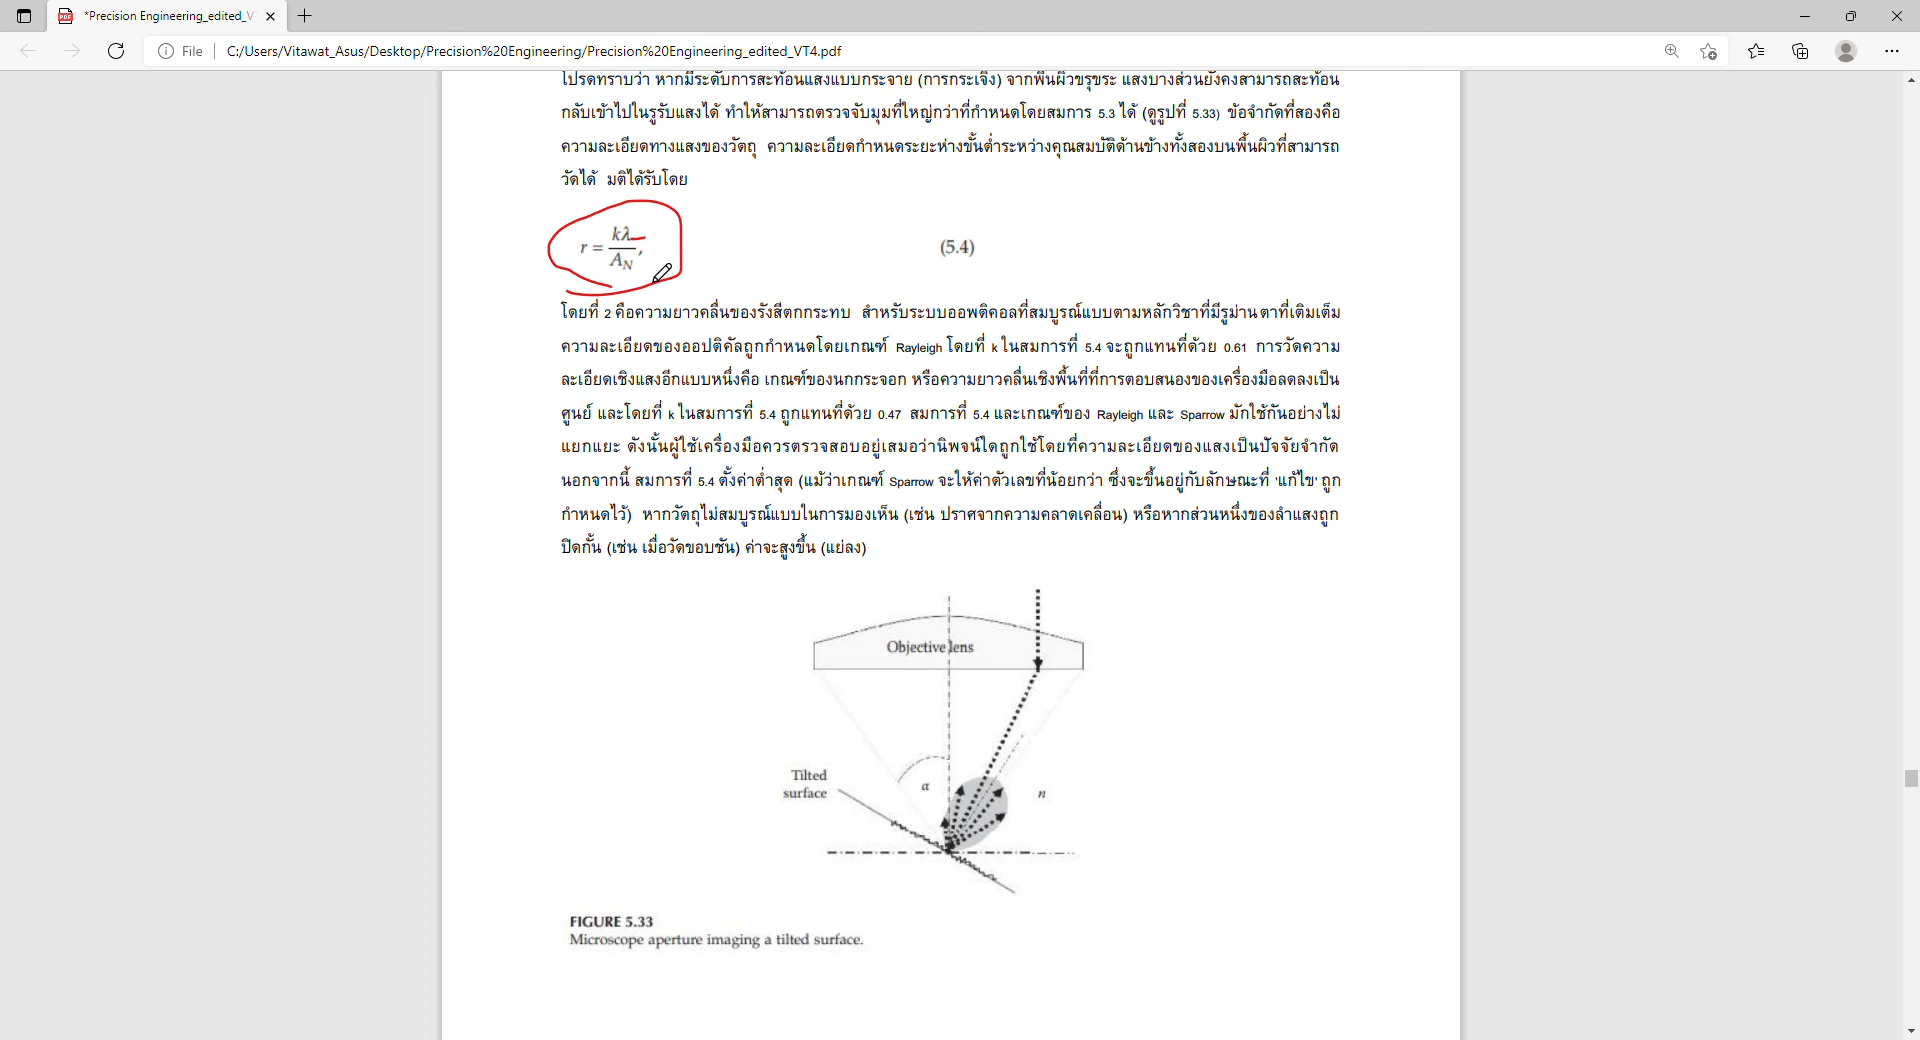 *Precision Engineering_edited_V
File
C:/Users/Vitawat_Asus/Desktop/Precision%20Engineering/Precision%20Engineering_edited_VT4.pdf
โปรดทราบว่า หากมีระดับการสะท้อนแสงแบบกระจาย (การกระเจิง) จากพื้นผิวขรุขระ แสงบางส่วนยังคงสามารถสะท้อน
กลับเข้าไปในรูรับแสงได้ ทำให้สามารถตรวจจับมุมที่ใหญ่กว่าที่กำหนดโดยสมการ 5.3 ได้ (ดูรูปที่ 5.33) ข้อจำกัดที่สองคือ
ความละเอียดทางแสงของวัตถุ ความละเอียดกำหนดระยะห่างขั้นต่ำระหว่างคุณสมบัติด้านข้างทั้งสองบนพื้นผิวที่สามารถ
วัดได้ มติได้รับโดย
r = kλ / A_N, (5.4)
โดยที่ 2 คือความยาวคลื่นของรังสีตกกระทบ สำหรับระบบออพติคอลที่สมบูรณ์แบบตามหลักวิชาที่มีรูม่านตาที่เติมเต็ม
ความละเอียดของออปติคัลถูกกำหนดโดยเกณฑ์ Rayleigh โดยที่ k ในสมการที่ 5.4 จะถูกแทนที่ด้วย 0.61 การวัดความ
ละเอียดเชิงแสงอีกแบบหนึ่งคือ เกณฑ์ของนกกระจอก หรือความยาวคลื่นเชิงพื้นที่ที่การตอบสนองของเครื่องมือลดลงเป็น
ศูนย์ และโดยที่ k ในสมการที่ 5.4 ถูกแทนที่ด้วย 0.47 สมการที่ 5.4 และเกณฑ์ของ Rayleigh และ Sparrow มักใช้กันอย่างไม่
แยกแยะ ดังนั้นผู้ใช้เครื่องมือควรตรวจสอบอยู่เสมอว่านิพจน์ใดถูกใช้โดยที่ความละเอียดของแสงเป็นปัจจัยจำกัด
นอกจากนี้ สมการที่ 5.4 ตั้งค่าต่ำสุด (แม้ว่าเกณฑ์ Sparrow จะให้ค่าตัวเลขที่น้อยกว่า ซึ่งจะขึ้นอยู่กับลักษณะที่ 'แก้ไข' ถูก
กำหนดไว้) หากวัตถุไม่สมบูรณ์แบบในการมองเห็น (เช่น ปราศจากความคลาดเคลื่อน) หรือหากส่วนหนึ่งของลำแสงถูก
ปิดกั้น (เช่น เมื่อวัดขอบชัน) ค่าจะสูงขึ้น (แย่ลง)
Objective lens
Tilted
surface
α
n
FIGURE 5.33
Microscope aperture imaging a tilted surface.